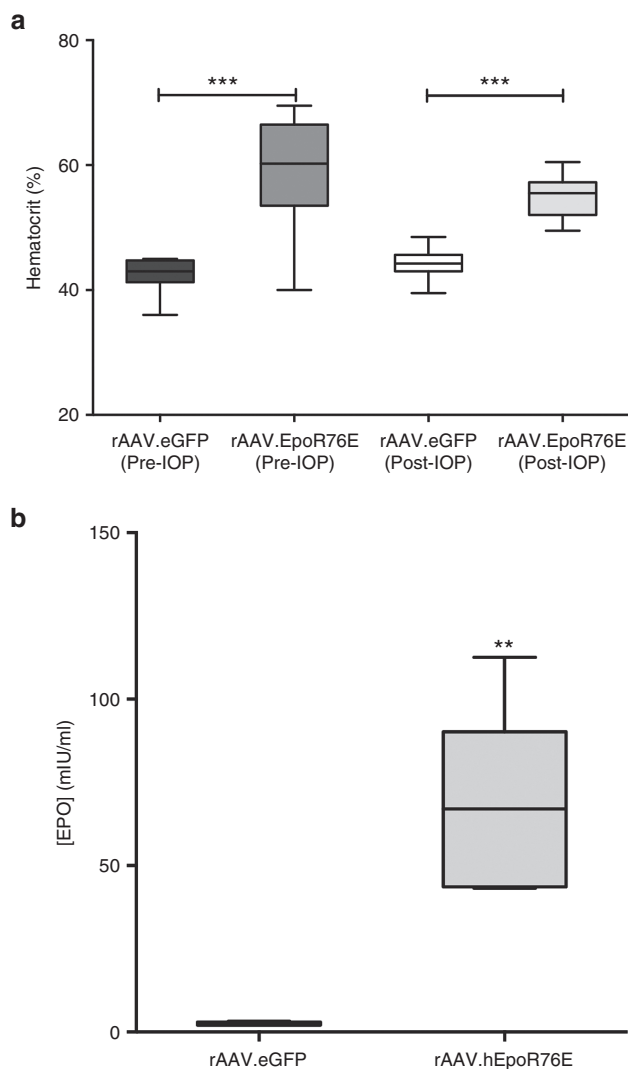 a
80
60
40
20
Hematocrit (%)
***
***
rAAV.eGFP
(Pre-IOP)
rAAV.EpoR76E
(Pre-IOP)
rAAV.eGFP
(Post-IOP)
rAAV.EpoR76E
(Post-IOP)
b
150
100
50
0
[EPO] (mIU/ml)
**
rAAV.eGFP
rAAV.hEpoR76E